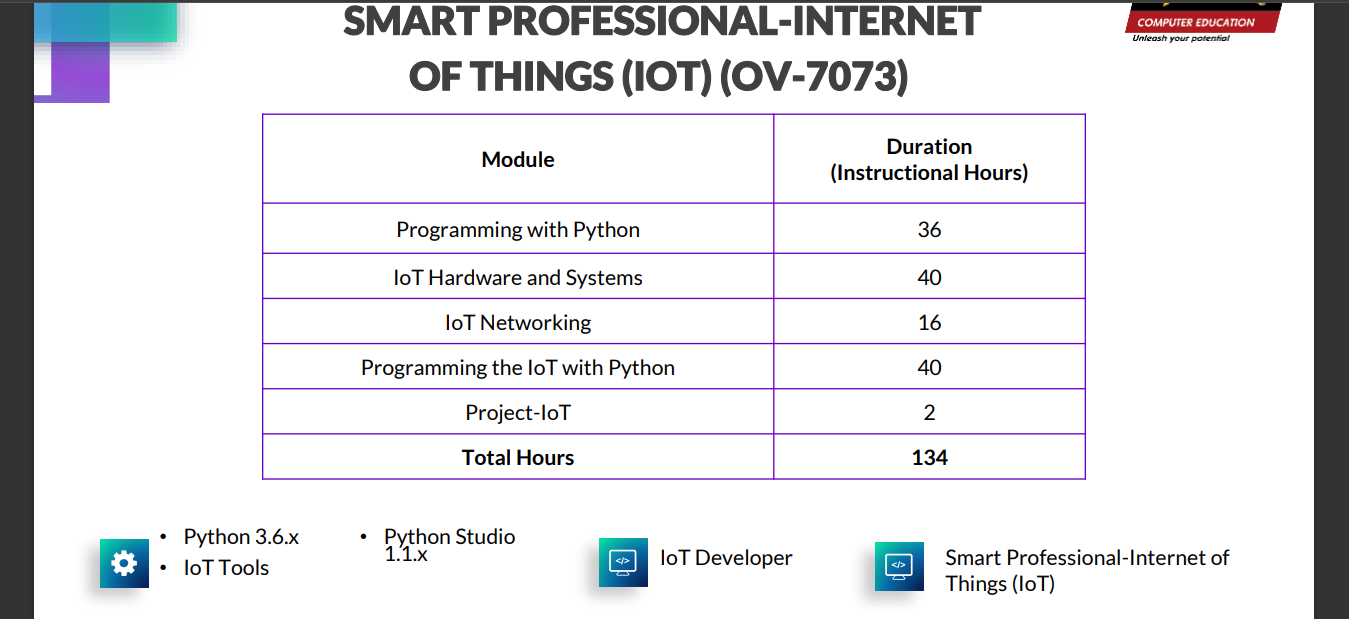 SMART PROFESSIONAL-INTERNET
OF THINGS (IOT) (OV-7073)
COMPUTER EDUCATION
Unleash your potential
Module
Duration
(Instructional Hours)
Programming with Python
36
IoT Hardware and Systems
40
IoT Networking
16
Programming the IoT with Python
40
Project-IoT
2
Total Hours
134
• Python 3.6.x
• IoT Tools
• Python Studio
1.1.x
</>
IoT Developer
</>
Smart Professional-Internet of
Things (IoT)